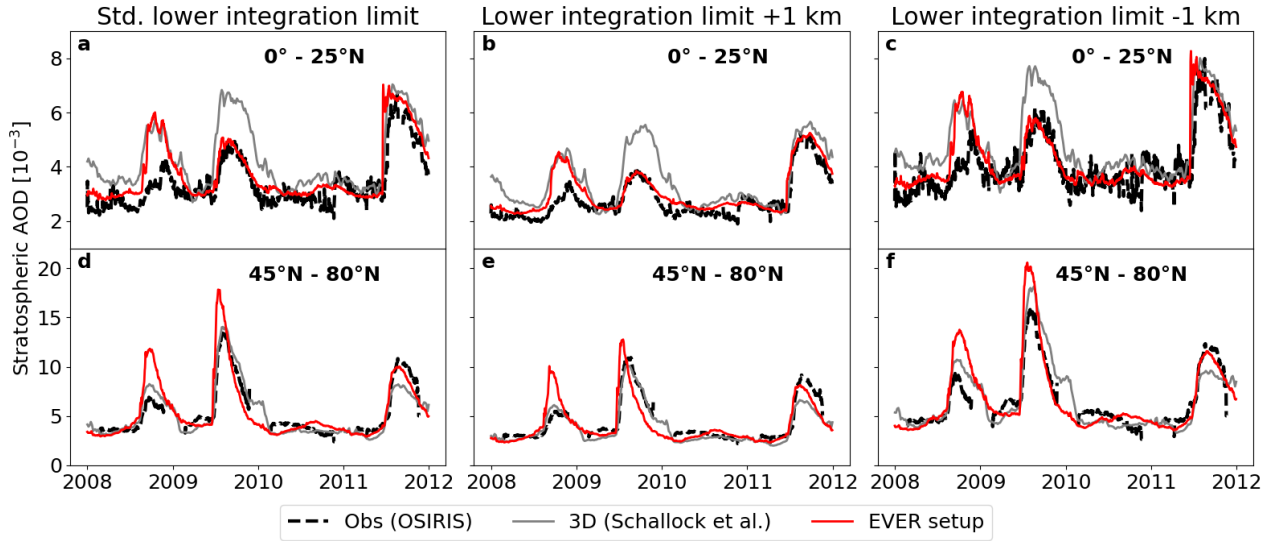 Std. lower integration limit
Lower integration limit +1 km
Lower integration limit -1 km
Stratospheric AOD [10⁻³]
a
0° - 25°N
b
0° - 25°N
c
0° - 25°N
8
6
4
2
d
45°N - 80°N
e
45°N - 80°N
f
45°N - 80°N
20
15
10
5
0
2008 2009 2010 2011 2012
2008 2009 2010 2011 2012
2008 2009 2010 2011 2012
Obs (OSIRIS) 3D (Schallock et al.) EVER setup